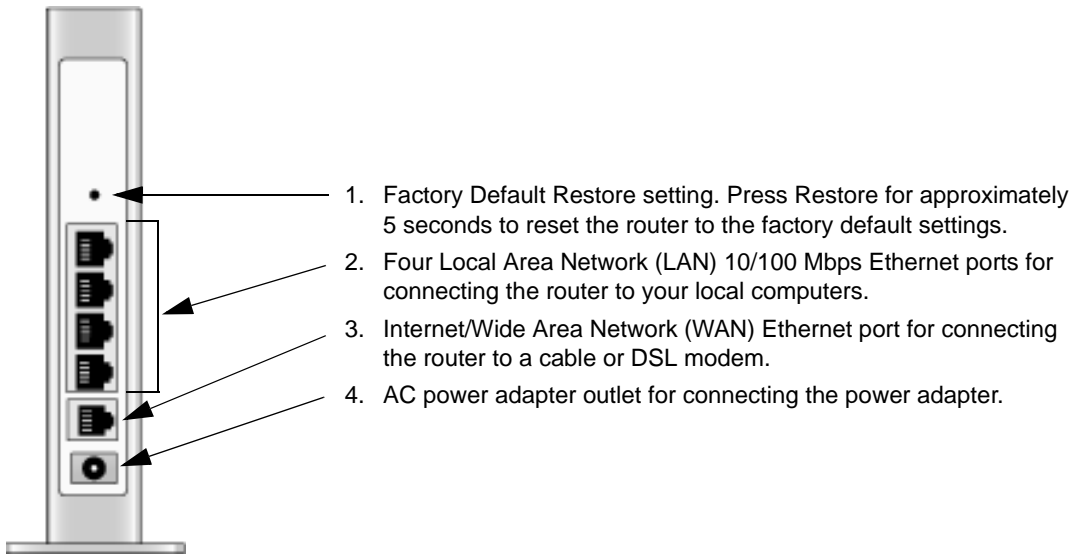 1. Factory Default Restore setting. Press Restore for approximately
5 seconds to reset the router to the factory default settings.
2. Four Local Area Network (LAN) 10/100 Mbps Ethernet ports for
connecting the router to your local computers.
3. Internet/Wide Area Network (WAN) Ethernet port for connecting
the router to a cable or DSL modem.
4. AC power adapter outlet for connecting the power adapter.